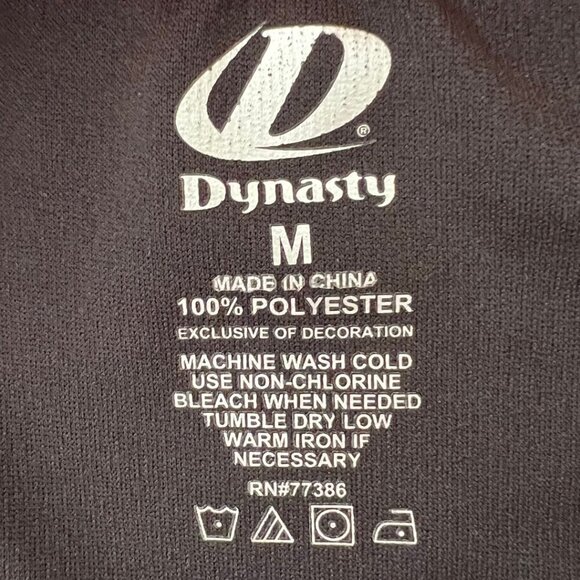 D®
Dynasty
M
MADE IN CHINA
100% POLYESTER
EXCLUSIVE OF DECORATION
MACHINE WASH COLD
USE NON-CHLORINE
BLEACH WHEN NEEDED
TUMBLE DRY LOW
WARM IRON IF
NECESSARY
RN#77386